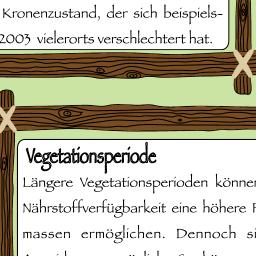 Kronenzustand, der sich beispiels-
2003 vielerorts verschlechtert hat.
Vegetationsperiode
Längere Vegetationsperioden können
Nährstoffverfügbarkeit eine höhere
massen ermöglichen. Dennoch